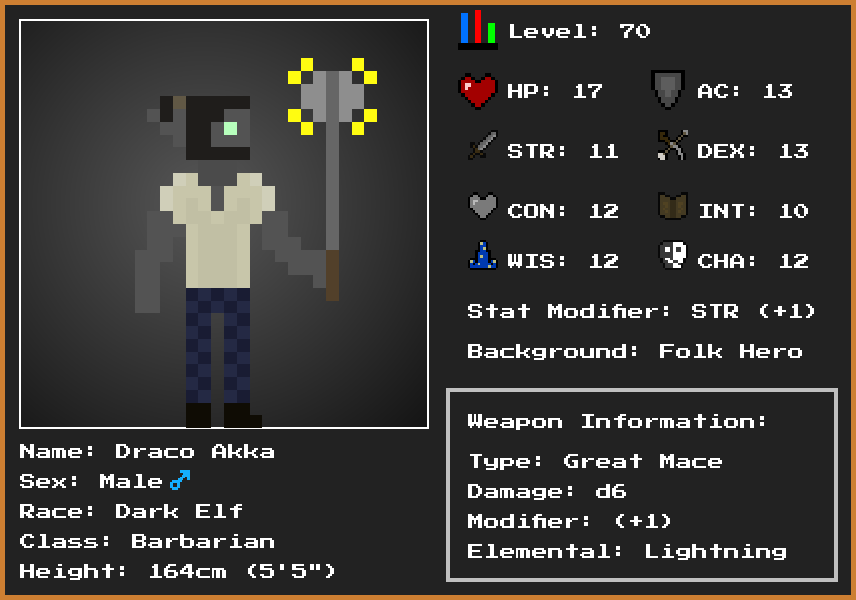 Level: 70
HP: 17
AC: 13
STR: 11
DEX: 13
CON: 12
INT: 10
WIS: 12
CHA: 12
Stat Modifier: STR (+1)
Background: Folk Hero
Weapon Information:
Type: Great Mace
Damage: d6
Modifier: (+1)
Elemental: Lightning
Name: Draco Akka
Sex: Male♂
Race: Dark Elf
Class: Barbarian
Height: 164cm (5'5")